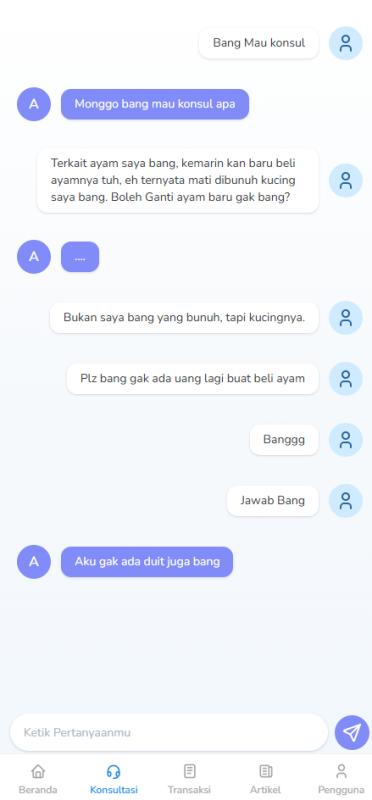 Bang Mau konsul
A
Monggo bang mau konsul apa
Terkait ayam saya bang, kemarin kan baru beli
ayamnya tuh, eh ternyata mati dibunuh kucing
saya bang. Boleh Ganti ayam baru gak bang?
A
....
Bukan saya bang yang bunuh, tapi kucingnya.
Plz bang gak ada uang lagi buat beli ayam
Banggg
Jawab Bang
A
Aku gak ada duit juga bang
Ketik Pertanyaanmu
Beranda
Konsultasi
Transaksi
Artikel
Pengguna